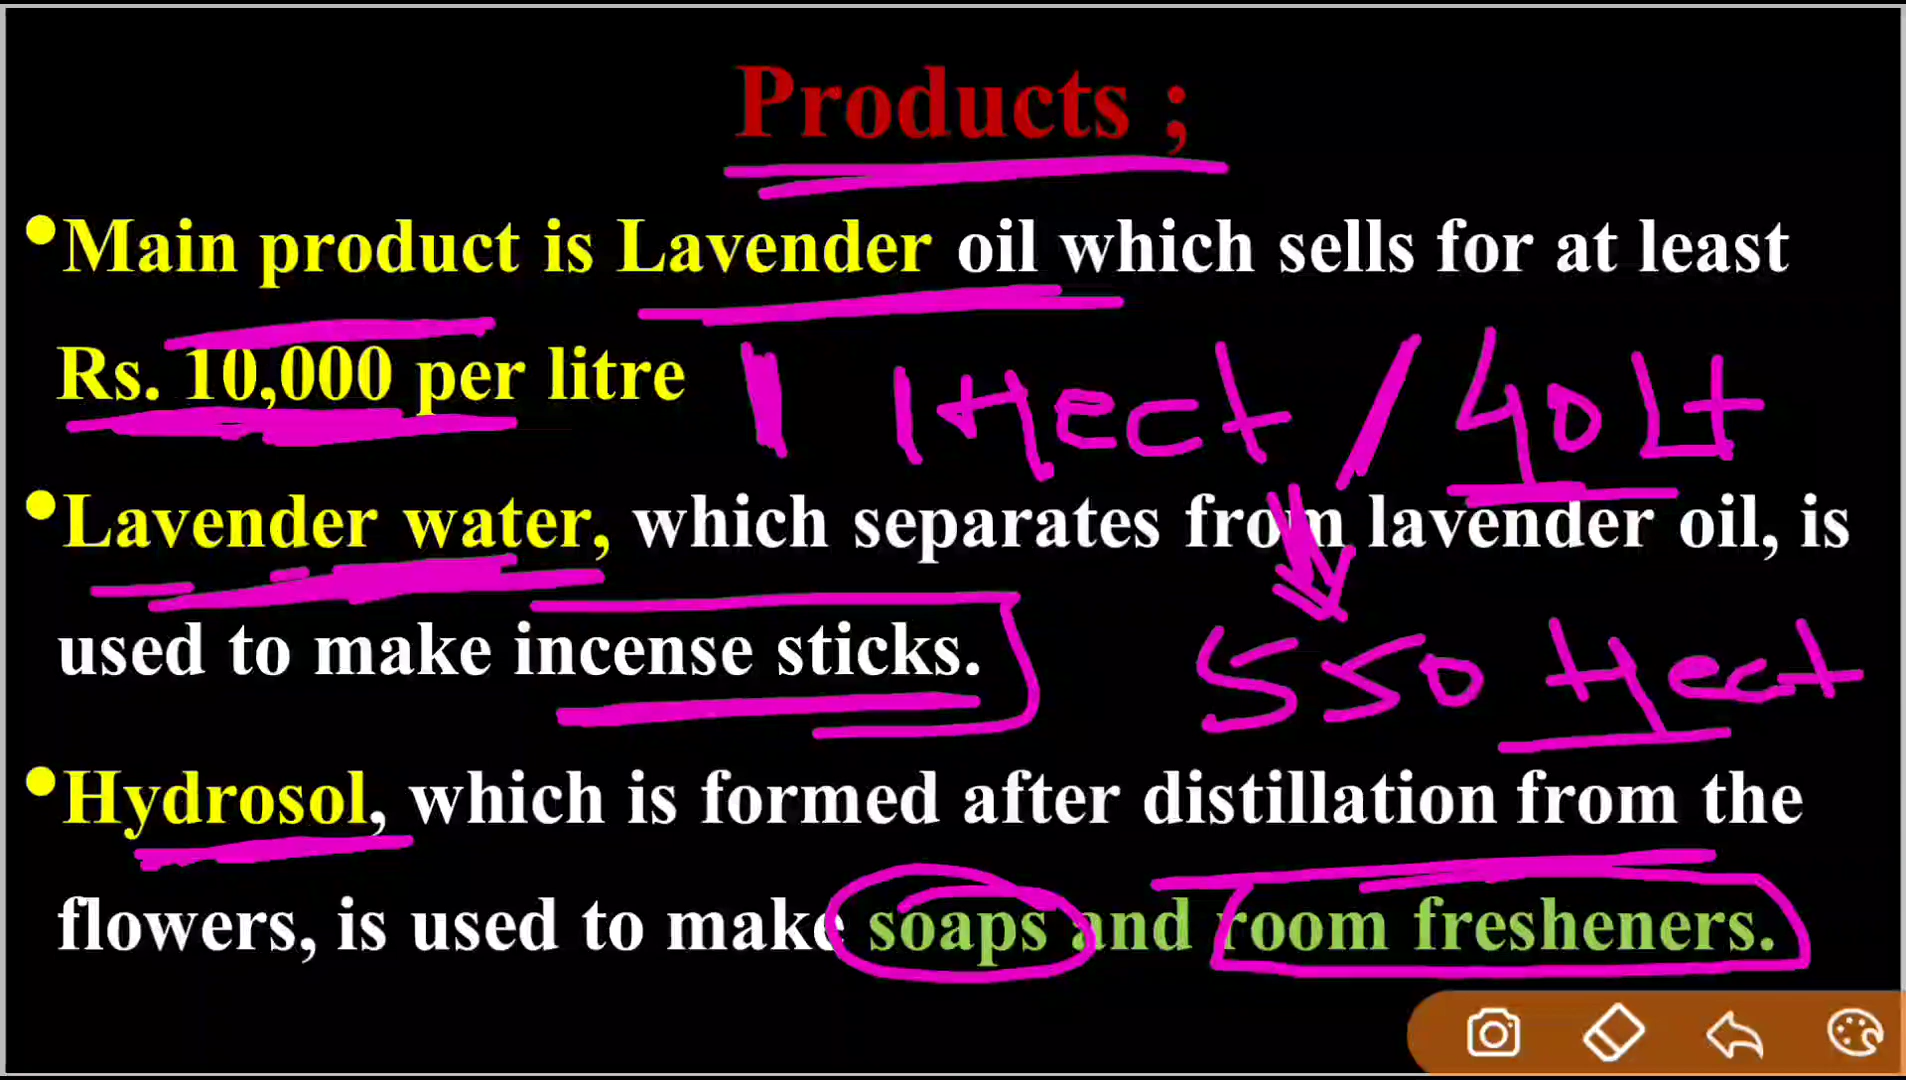 Products ;
•Main product is Lavender oil which sells for at least
Rs. 10,000 per litre
1 Hect / 40 Lt
•Lavender water, which separates from lavender oil, is
used to make incense sticks.
550 Hect
•Hydrosol, which is formed after distillation from the
flowers, is used to make soaps and room fresheners.